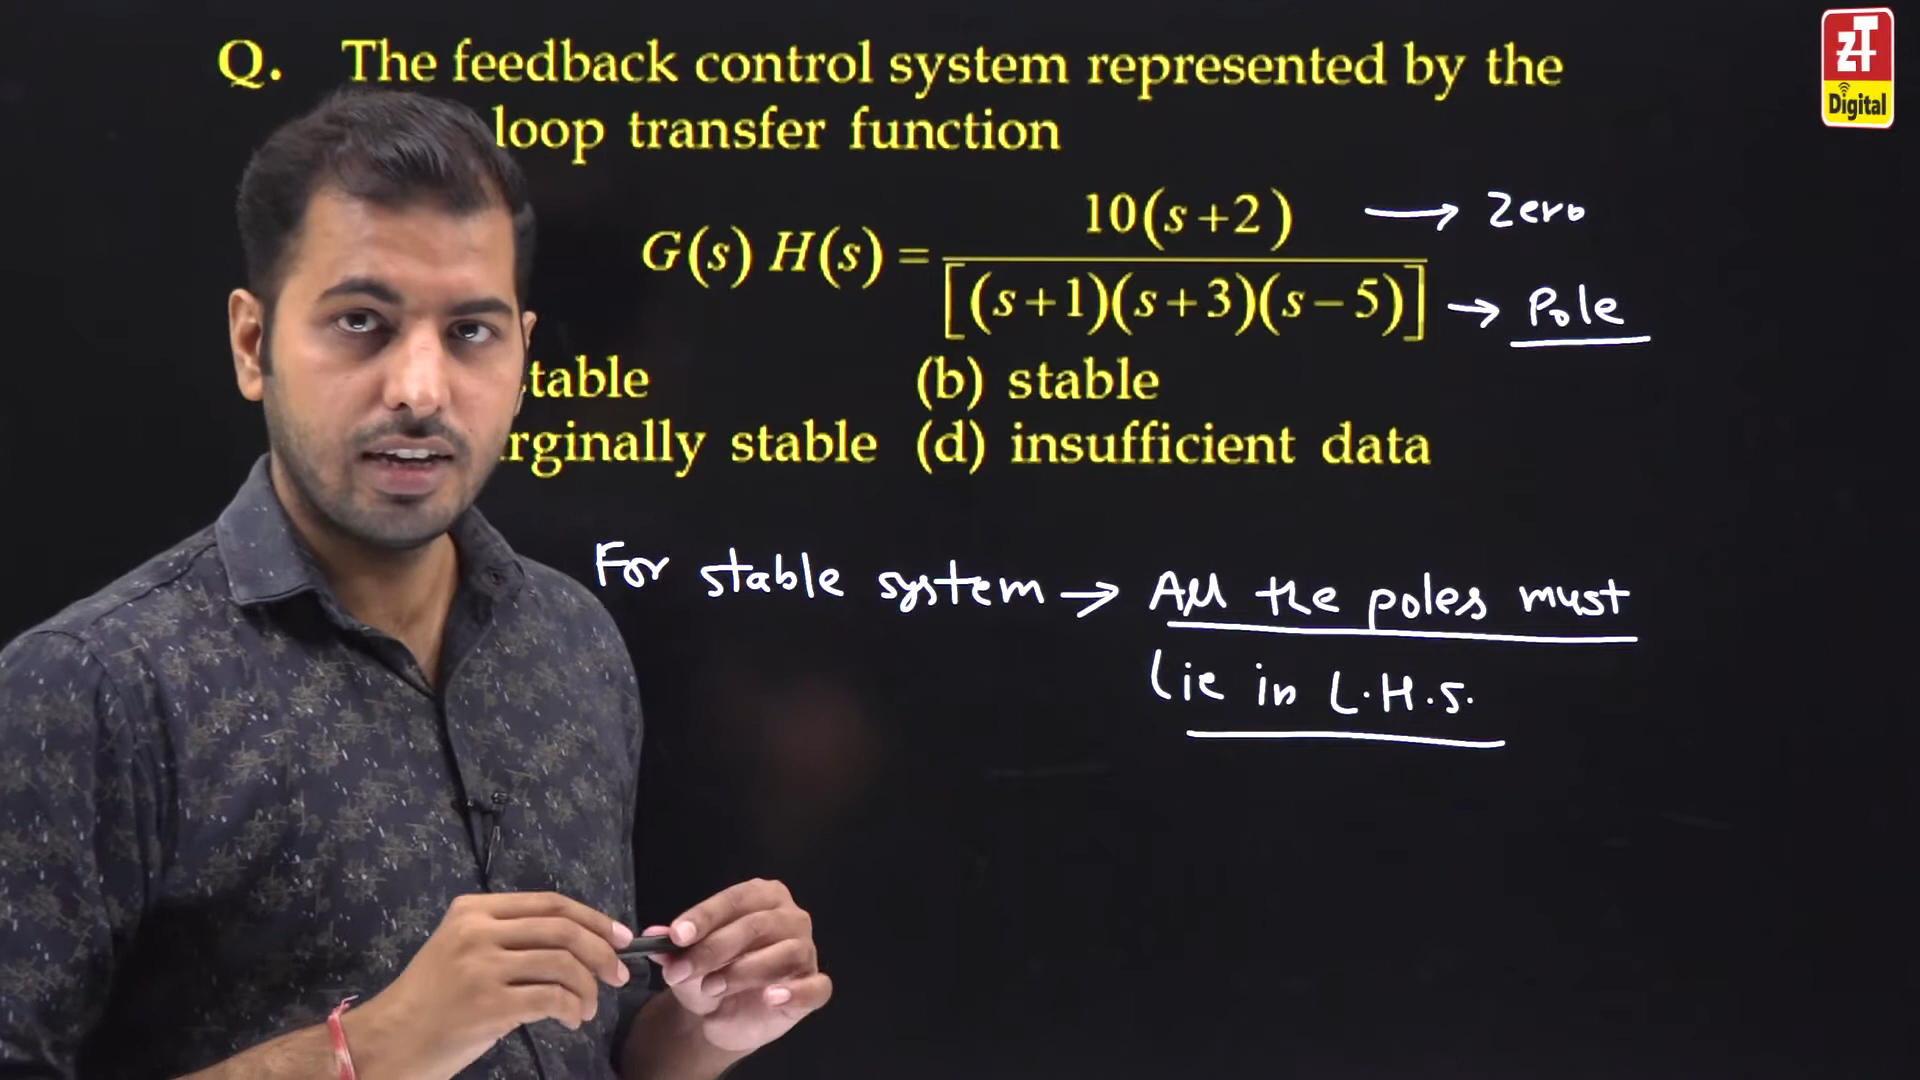 Q. The feedback control system represented by the
loop transfer function
G(s) H(s) = 10(s+2) / [(s+1)(s+3)(s−5)]
→ Zero
→ Pole
table (b) stable
rginally stable (d) insufficient data
For stable system → All the poles must
lie in L.H.S.
ZT
Digital